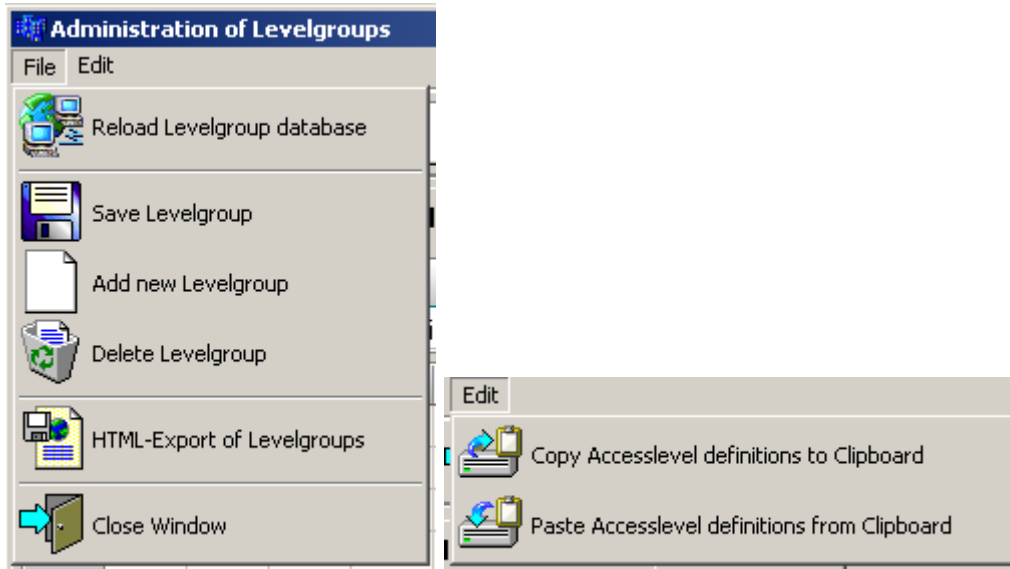 Administration of Levelgroups
File Edit
Reload Levelgroup database
Save Levelgroup
Add new Levelgroup
Delete Levelgroup
HTML-Export of Levelgroups
Close Window
Edit
Copy Accesslevel definitions to Clipboard
Paste Accesslevel definitions from Clipboard